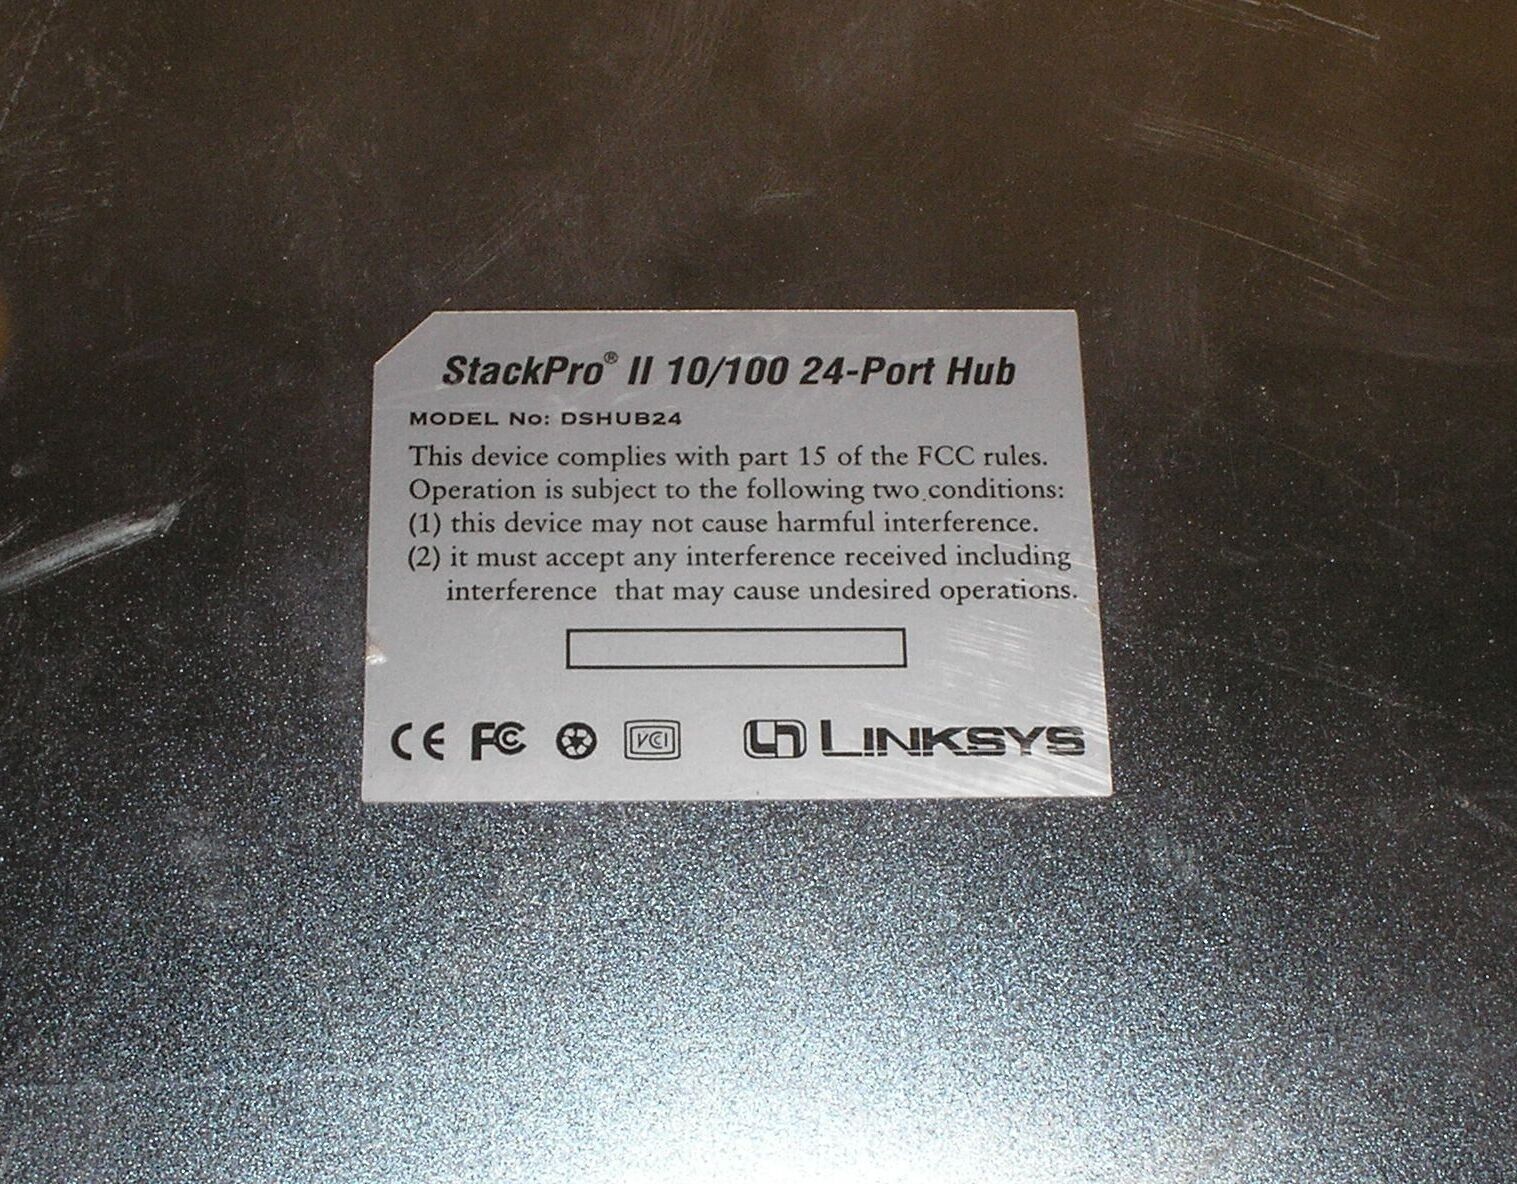 StackPro® II 10/100 24-Port Hub
MODEL No: DSHUB24
This device complies with part 15 of the FCC rules.
Operation is subject to the following two conditions:
(1) this device may not cause harmful interference.
(2) it must accept any interference received including
interference that may cause undesired operations.
CE FC VCI LINKSYS